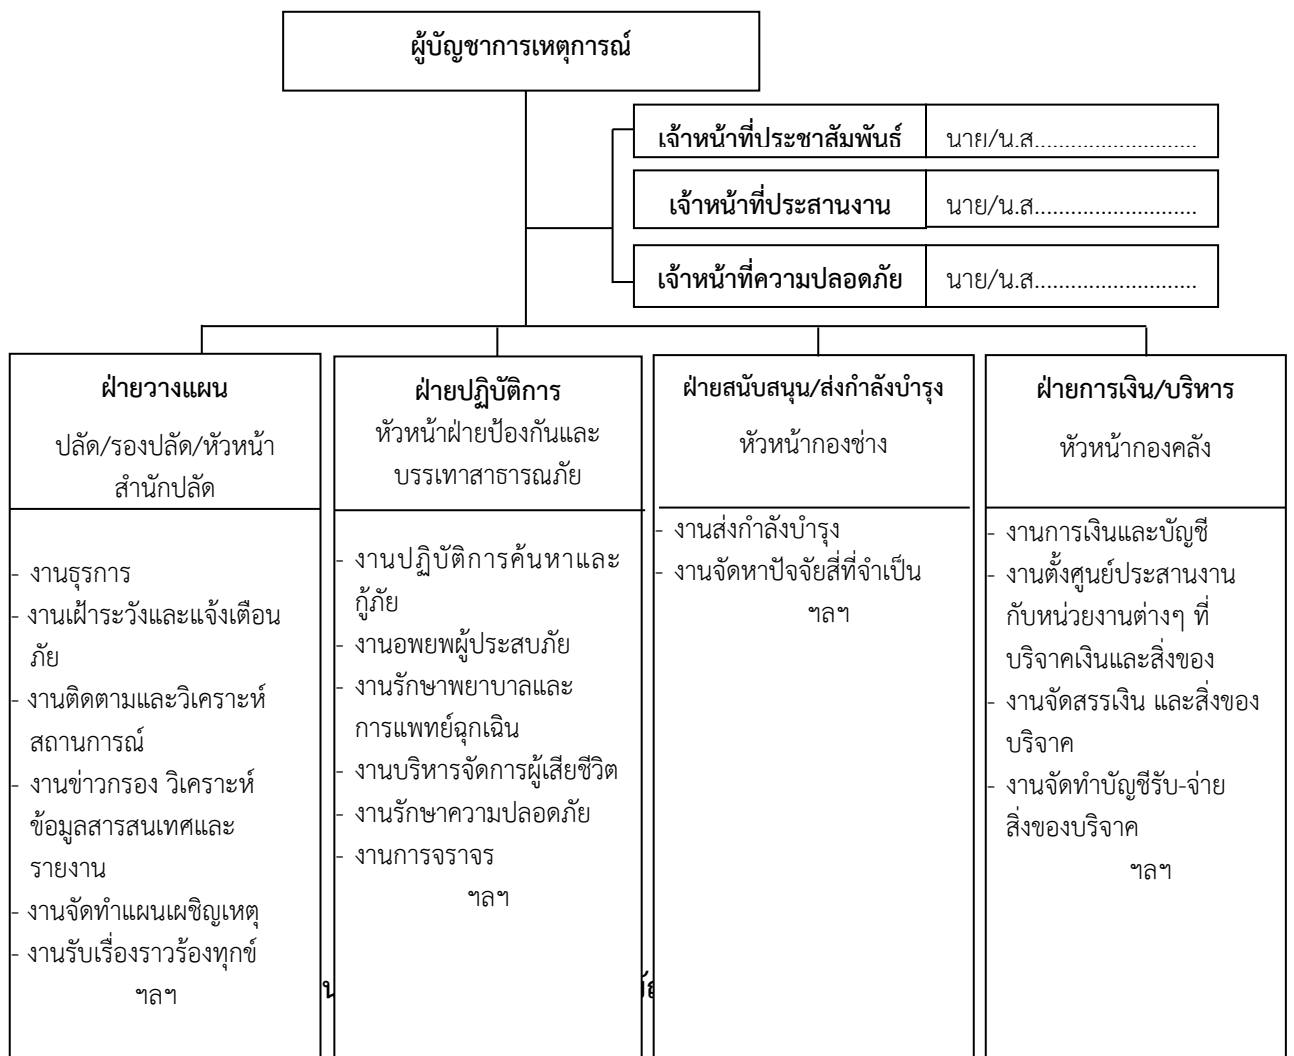 ผู้บัญชาการเหตุการณ์
เจ้าหน้าที่ประชาสัมพันธ์ นาย/น.ส...........................
เจ้าหน้าที่ประสานงาน นาย/น.ส...........................
เจ้าหน้าที่ความปลอดภัย นาย/น.ส...........................
ฝ่ายวางแผน
ปลัด/รองปลัด/หัวหน้า
สำนักปลัด
- งานธุรการ
- งานเฝ้าระวังและแจ้งเตือน
ภัย
- งานติดตามและวิเคราะห์
สถานการณ์
- งานข่าวกรอง วิเคราะห์
ข้อมูลสารสนเทศและ
รายงาน
- งานจัดทำแผนเผชิญเหตุ
- งานรับเรื่องราวร้องทุกข์
ฯลฯ
ฝ่ายปฏิบัติการ
หัวหน้าฝ่ายป้องกันและ
บรรเทาสาธารณภัย
- งานปฏิบัติการค้นหาและ
กู้ภัย
- งานอพยพผู้ประสบภัย
- งานรักษาพยาบาลและ
การแพทย์ฉุกเฉิน
- งานบริหารจัดการผู้เสียชีวิต
- งานรักษาความปลอดภัย
- งานการจราจร
ฯลฯ
ฝ่ายสนับสนุน/ส่งกำลังบำรุง
หัวหน้ากองช่าง
- งานส่งกำลังบำรุง
- งานจัดหาปัจจัยสี่ที่จำเป็น
ฯลฯ
ฝ่ายการเงิน/บริหาร
หัวหน้ากองคลัง
- งานการเงินและบัญชี
- งานตั้งศูนย์ประสานงาน
กับหน่วยงานต่างๆ ที่
บริจาคเงินและสิ่งของ
- งานจัดสรรเงิน และสิ่งของ
บริจาค
- งานจัดทำบัญชีรับ-จ่าย
สิ่งของบริจาค
ฯลฯ